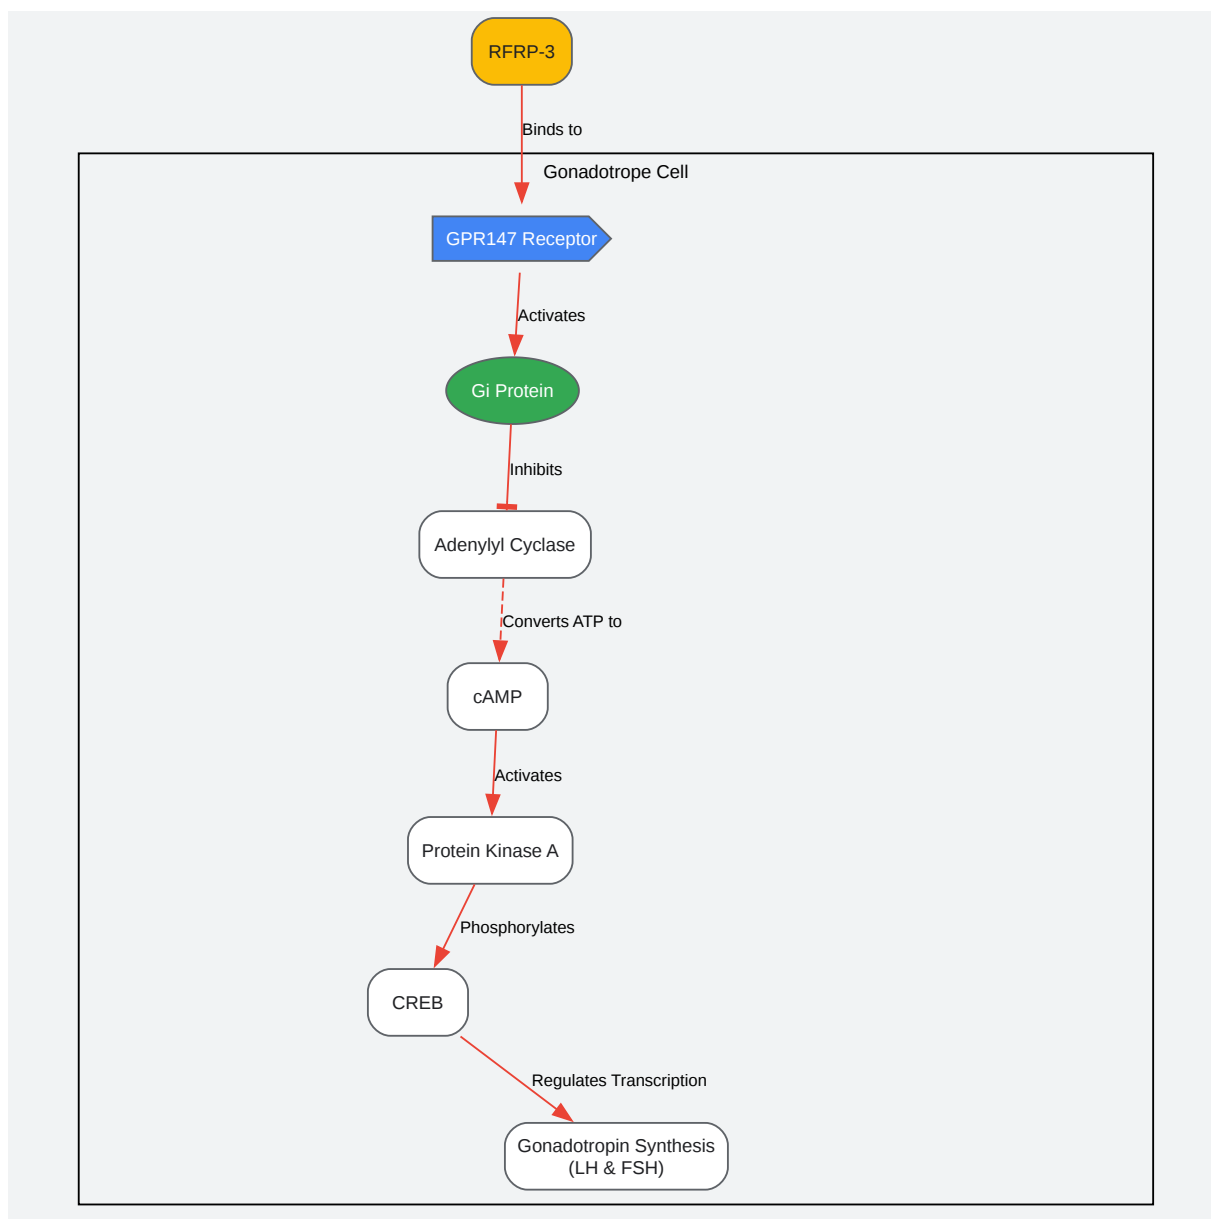 RFRP-3
Binds to
Gonadotrope Cell
GPR147 Receptor
Activates
Gi Protein
Inhibits
Adenylyl Cyclase
Converts ATP to
cAMP
Activates
Protein Kinase A
Phosphorylates
CREB
Regulates Transcription
Gonadotropin Synthesis
(LH & FSH)